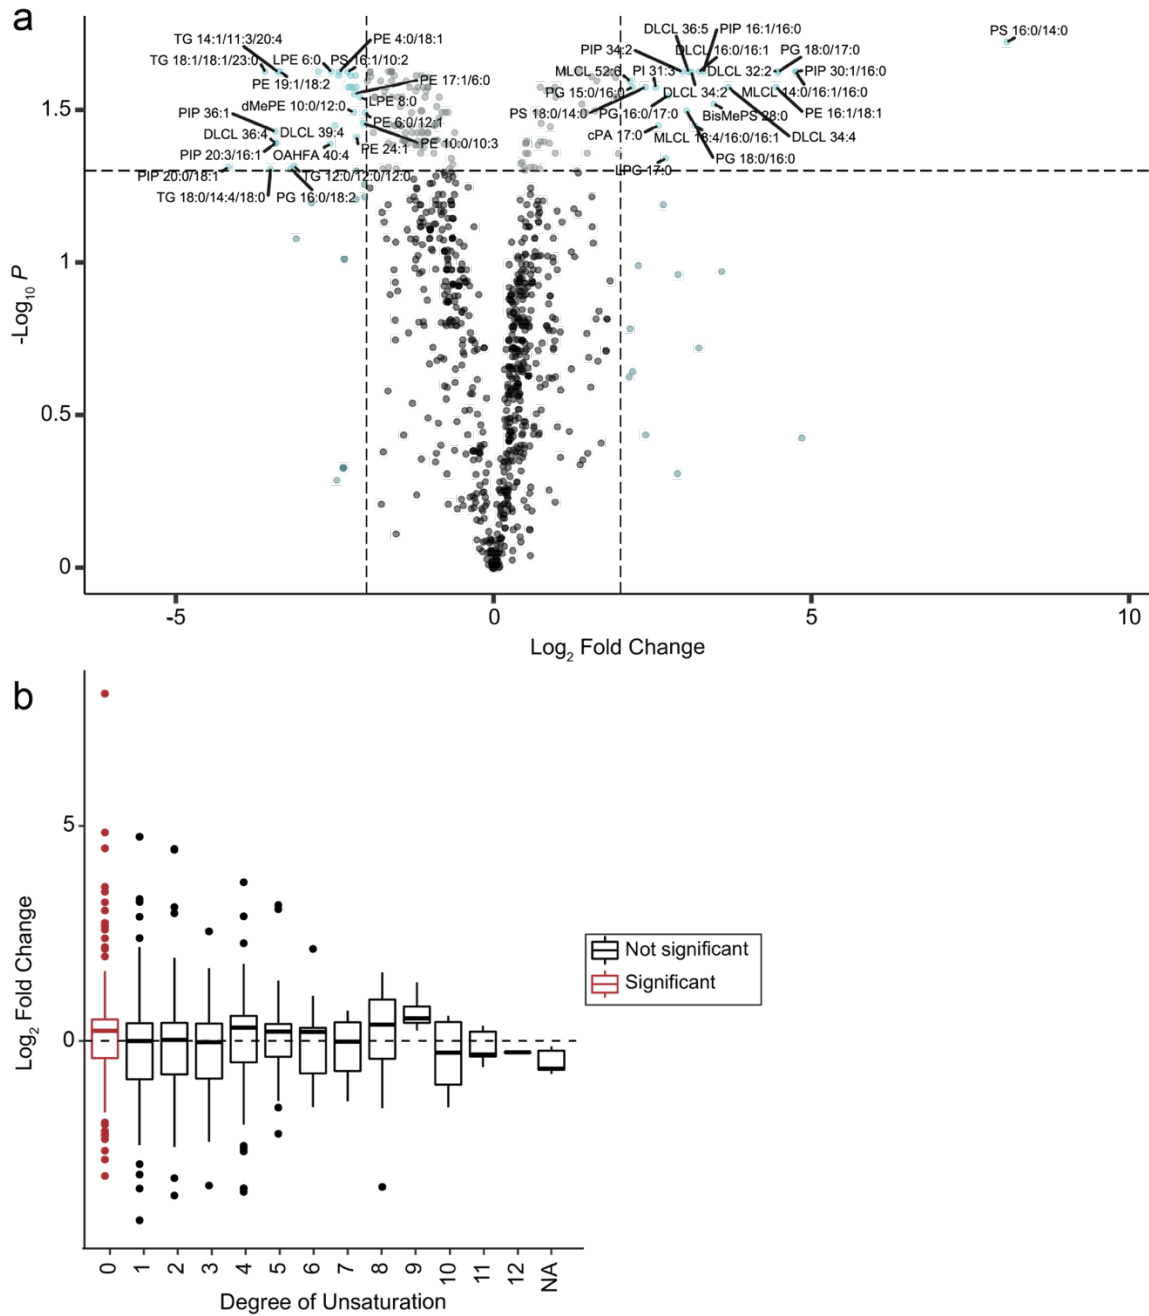 a
PS 16:0/14:0
DLCL 36:5
PIP 16:1/16:0
TG 14:1/11:3/20:4
PE 4:0/18:1
PIP 34:2
DLCL 16:0/16:1
PG 18:0/17:0
TG 18:1/18:1/23:0
LPE 6:0
PS 16:1/10:2
MLCL 52:6
PI 31:3
DLCL 32:2
PIP 30:1/16:0
PE 19:1/18:2
PE 17:1/6:0
PG 15:0/16:0
DLCL 34:2
MLCL 14:0/16:1/16:0
dMePE 10:0/12:0
LPE 8:0
PS 18:0/14:0
PG 16:0/17:0
BisMePS 28:0
PE 16:1/18:1
PIP 36:1
PE 6:0/12:1
DLCL 36:4
DLCL 39:4
PE 10:0/10:3
cPA 17:0
MLCL 18:4/16:0/16:1
DLCL 34:4
PIP 20:3/16:1
OAHFA 40:4
PE 24:1
PG 18:0/16:0
PIP 20:0/18:1
TG 12:0/12:0/12:0
LPG 17:0
TG 18:0/14:4/18:0
PG 16:0/18:2
1.5
1
0.5
0
-Log10 P
-5
0
5
10
Log2 Fold Change
b
5
0
Log2 Fold Change
Not significant
Significant
0
1
2
3
4
5
6
7
8
9
10
11
12
NA
Degree of Unsaturation